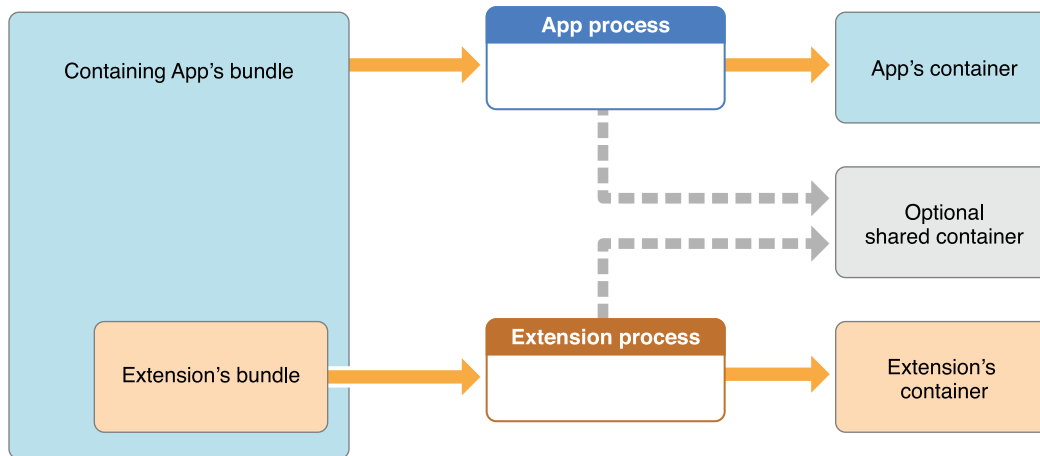 App process
Containing App’s bundle
App’s container
Optional
shared container
Extension process
Extension’s bundle
Extension’s
container